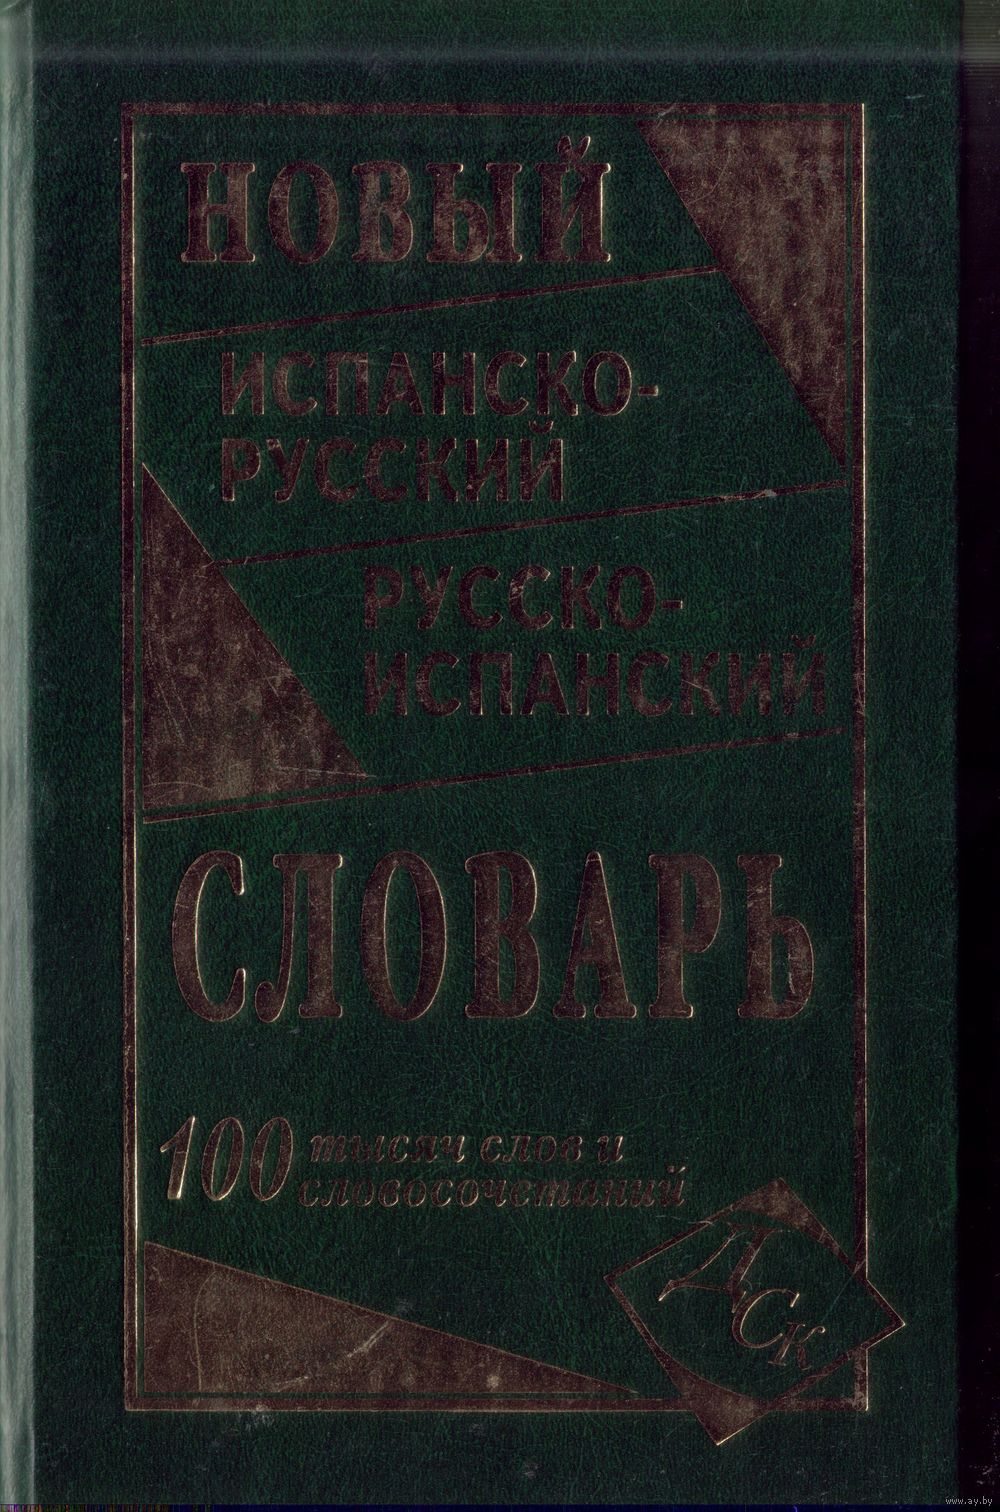 НОВЫЙ
ИСПАНСКО-
РУССКИЙ
РУССКО-
ИСПАНСКИЙ
СЛОВАРЬ
100 тысяч слов и
словосочетаний
ДСК
www.ay.by